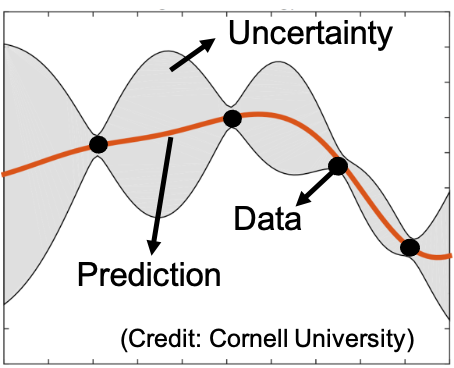 Uncertainty
Data
Prediction
(Credit: Cornell University)